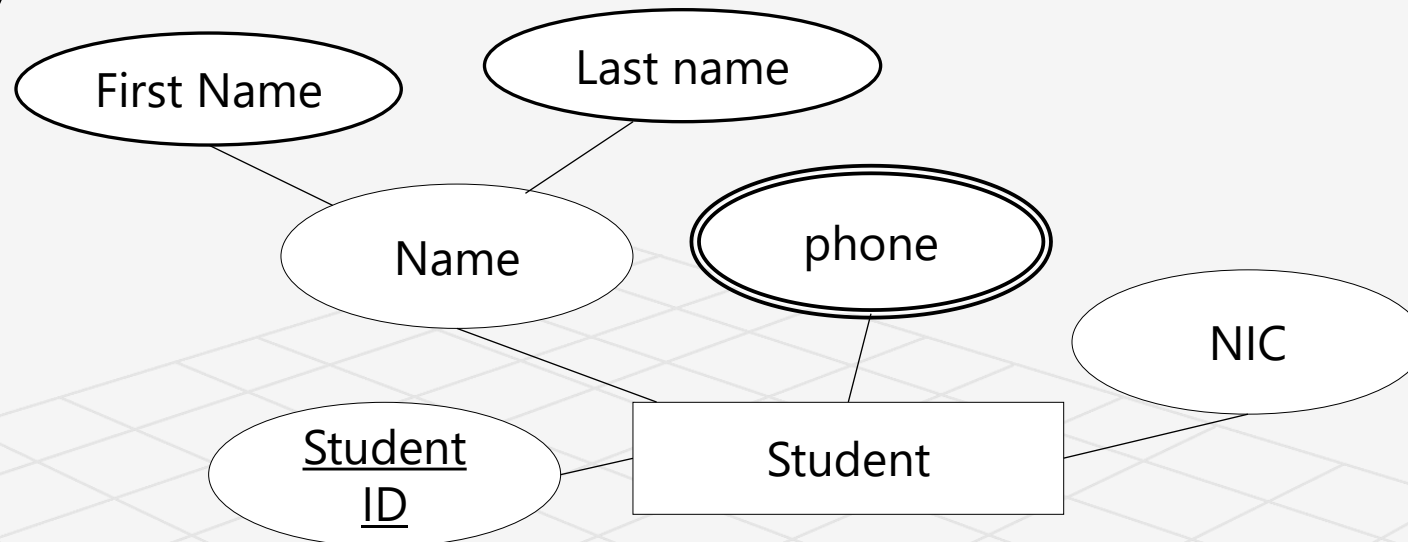 First Name
Last name
Name
phone
NIC
Student
ID
Student